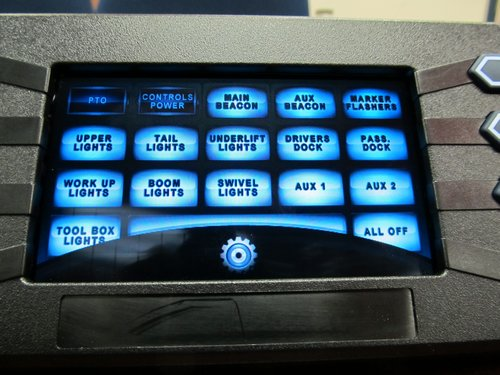 PTO
CONTROLS
POWER
MAIN
BEACON
AUX
BEACON
MARKER
FLASHERS
UPPER
LIGHTS
TAIL
LIGHTS
UNDERLIFT
LIGHTS
DRIVERS
DOCK
PASS.
DOCK
WORK UP
LIGHTS
BOOM
LIGHTS
SWIVEL
LIGHTS
AUX 1
AUX 2
TOOL BOX
LIGHTS
ALL OFF